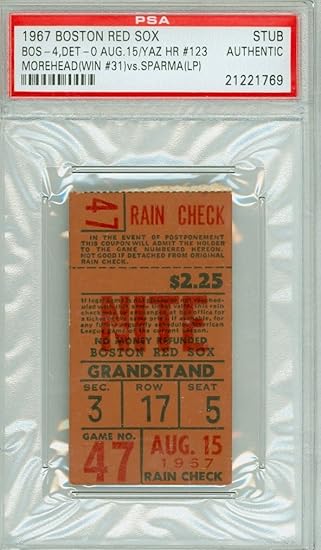 PSA
1967 BOSTON RED SOX STUB
BOS-4,DET-0 AUG.15/YAZ HR #123 AUTHENTIC
MOREHEAD(WIN #31)vs.SPARMA(LP) 21221769
47 RAIN CHECK
IN THE EVENT OF POSTPONEMENT
THIS COUPON WILL ADMIT THE HOLDER
TO THE GAME NUMBERED HEREON.
NOT GOOD IF DETACHED FROM ORIGINAL
RAIN CHECK.
$2.25
NITE
NO MONEY REFUNDED
BOSTON RED SOX
GRANDSTAND
SEC. ROW SEAT
3 17 5
GAME NO.
47
AUG. 15
1967
RAIN CHECK